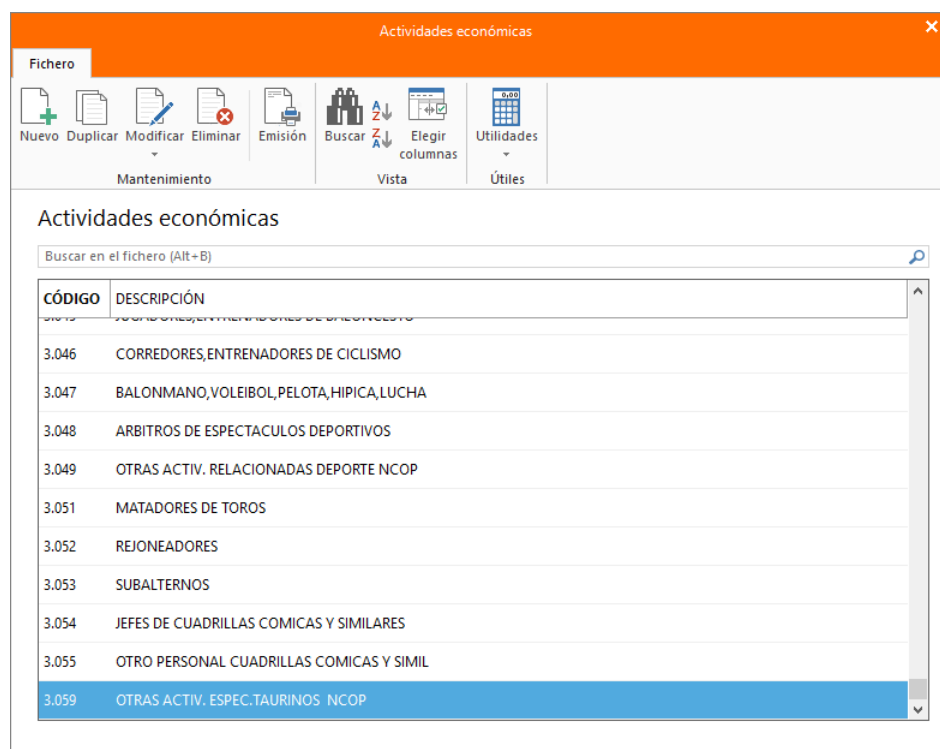 Actividades económicas
Fichero
Nuevo Duplicar Modificar Eliminar Emisión Buscar Elegir columnas Utilidades
Mantenimiento Vista Útiles
Actividades económicas
Buscar en el fichero (Alt+B)
CÓDIGO DESCRIPCIÓN
3.046 CORREDORES,ENTRENADORES DE CICLISMO
3.047 BALONMANO,VOLEIBOL,PELOTA,HIPICA,LUCHA
3.048 ARBITROS DE ESPECTACULOS DEPORTIVOS
3.049 OTRAS ACTIV. RELACIONADAS DEPORTE NCOP
3.051 MATADORES DE TOROS
3.052 REJONEADORES
3.053 SUBALTERNOS
3.054 JEFES DE CUADRILLAS COMICAS Y SIMILARES
3.055 OTRO PERSONAL CUADRILLAS COMICAS Y SIMIL
3.059 OTRAS ACTIV. ESPEC.TAURINOS NCOP